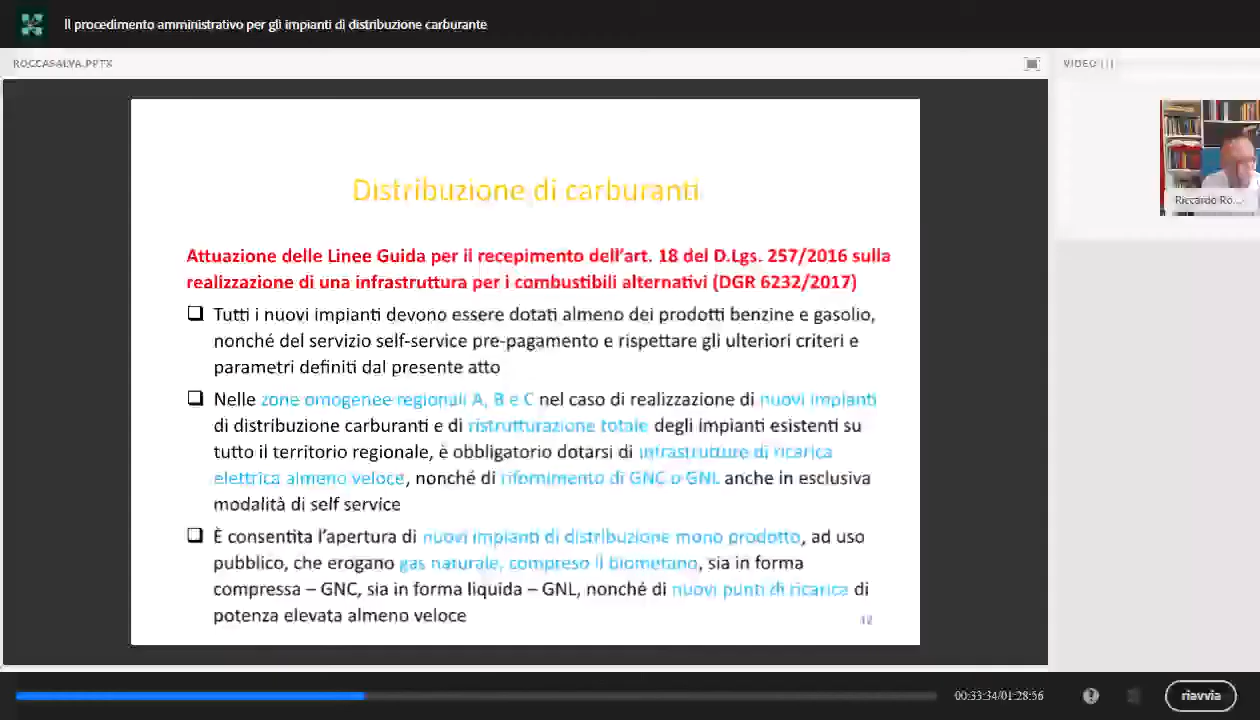 Il procedimento amministrativo per gli impianti di distribuzione carburante
ROCCASALVA.PPTX
VIDEO
Distribuzione di carburanti
Attuazione delle Linee Guida per il recepimento dell'art. 18 del D.Lgs. 257/2016 sulla
realizzazione di una infrastruttura per i combustibili alternativi (DGR 6232/2017)
Tutti i nuovi impianti devono essere dotati almeno dei prodotti benzine e gasolio,
nonché del servizio self-service pre-pagamento e rispettare gli ulteriori criteri e
parametri definiti dal presente atto
Nelle zone omogenee regionali A, B e C nel caso di realizzazione di nuovi impianti
di distribuzione carburanti e di ristrutturazione totale degli impianti esistenti su
tutto il territorio regionale, è obbligatorio dotarsi di infrastrutture di ricarica
elettrica almeno veloce, nonché di rifornimento di GNC o GNL anche in esclusiva
modalità di self service
È consentita l'apertura di nuovi impianti di distribuzione mono prodotto, ad uso
pubblico, che erogano gas naturale, compreso il biometano, sia in forma
compressa – GNC, sia in forma liquida – GNL, nonché di nuovi punti di ricarica di
potenza elevata almeno veloce
12
Riccardo Ro...
00:33:34/01:28:56
riavvia